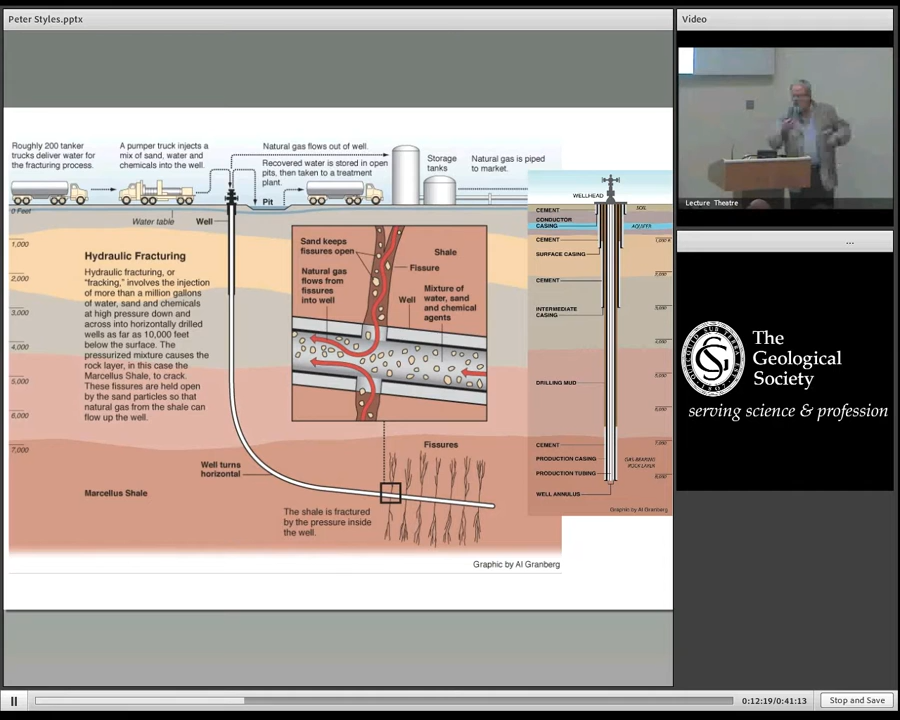 Peter Styles.pptx
Video
Roughly 200 tanker
trucks deliver water for
the fracturing process.
A pumper truck injects a
mix of sand, water and
chemicals into the well.
Natural gas flows out of well.
Recovered water is stored in open
pits, then taken to a treatment
plant.
Storage
tanks
Natural gas is piped
to market.
Pit
0 Feet
Water table
Well
1,000
2,000
3,000
4,000
5,000
6,000
7,000
Hydraulic Fracturing
Hydraulic fracturing, or
"fracking," involves the injection
of more than a million gallons
of water, sand and chemicals
at high pressure down and
across into horizontally drilled
wells as far as 10,000 feet
below the surface. The
pressurized mixture causes the
rock layer, in this case the
Marcellus Shale, to crack.
These fissures are held open
by the sand particles so that
natural gas from the shale can
flow up the well.
Sand keeps
fissures open
Shale
Fissure
Natural gas
flows from
fissures
into well
Well
Mixture of
water, sand
and chemical
agents
Fissures
Well turns
horizontal
Marcellus Shale
The shale is fractured
by the pressure inside
the well.
Graphic by Al Granberg
WELLHEAD
CEMENT
SOIL
CONDUCTOR
CASING
AQUIFER
CEMENT
SURFACE CASING
CEMENT
INTERMEDIATE
CASING
DRILLING MUD
CEMENT
PRODUCTION CASING
GAS-BEARING
ROCK LAYER
PRODUCTION TUBING
WELL ANNULUS
Graphic by Al Granberg
Lecture Theatre
...
The
Geological
Society
serving science & profession
0:12:19/0:41:13
Stop and Save